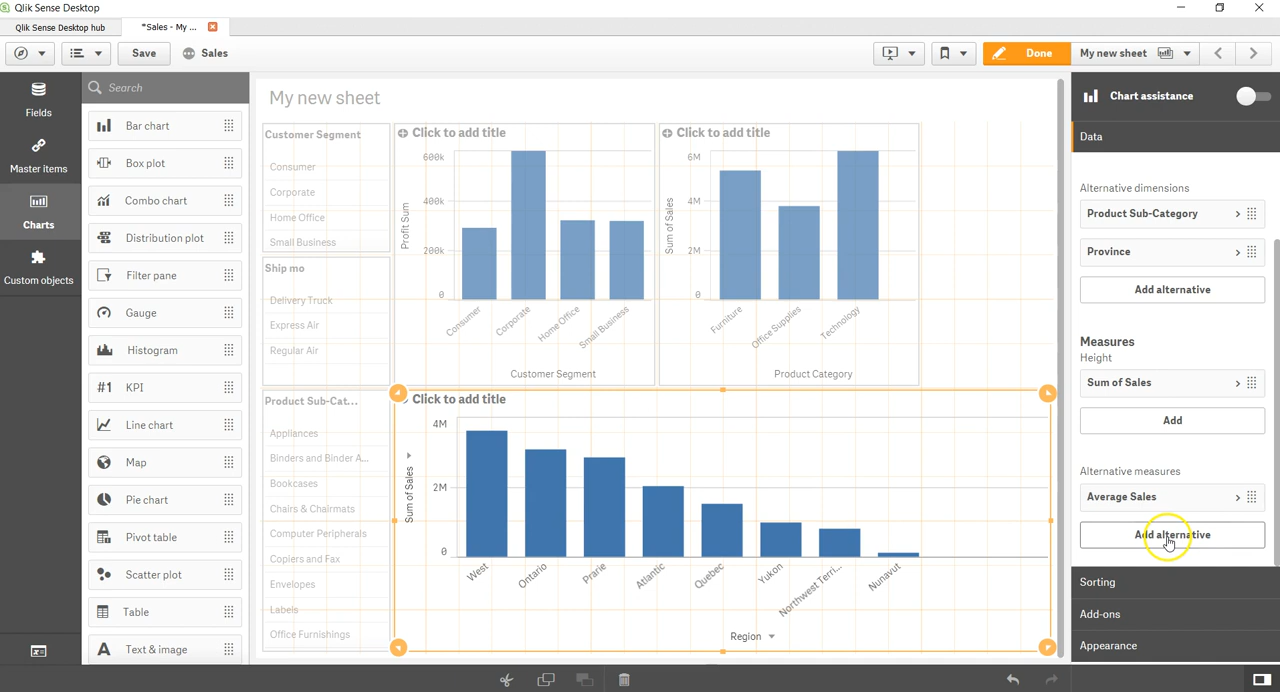 Qlik Sense Desktop
Qlik Sense Desktop hub
*Sales - My ...
Save
Sales
Done
My new sheet
Fields
Master items
Charts
Custom objects
Search
Bar chart
Box plot
Combo chart
Distribution plot
Filter pane
Gauge
Histogram
#1 KPI
Line chart
Map
Pie chart
Pivot table
Scatter plot
Table
A Text & image
My new sheet
Customer Segment
Consumer
Corporate
Home Office
Small Business
Ship mo
Delivery Truck
Express Air
Regular Air
Product Sub-Cat...
Appliances
Binders and Binder A...
Bookcases
Chairs & Chairmats
Computer Peripherals
Copiers and Fax
Envelopes
Labels
Office Furnishings
Click to add title
600k
400k
200k
0
Profit Sum
Consumer
Corporate
Home Office
Small Business
Customer Segment
Click to add title
6M
4M
2M
0
Sum of Sales
Furniture
Office Supplies
Technology
Product Category
Click to add title
4M
2M
0
Sum of Sales
West
Ontario
Prarie
Atlantic
Quebec
Yukon
Northwest Terri...
Nunavut
Region
Chart assistance
Data
Alternative dimensions
Product Sub-Category
Province
Add alternative
Measures
Height
Sum of Sales
Add
Alternative measures
Average Sales
Add alternative
Sorting
Add-ons
Appearance